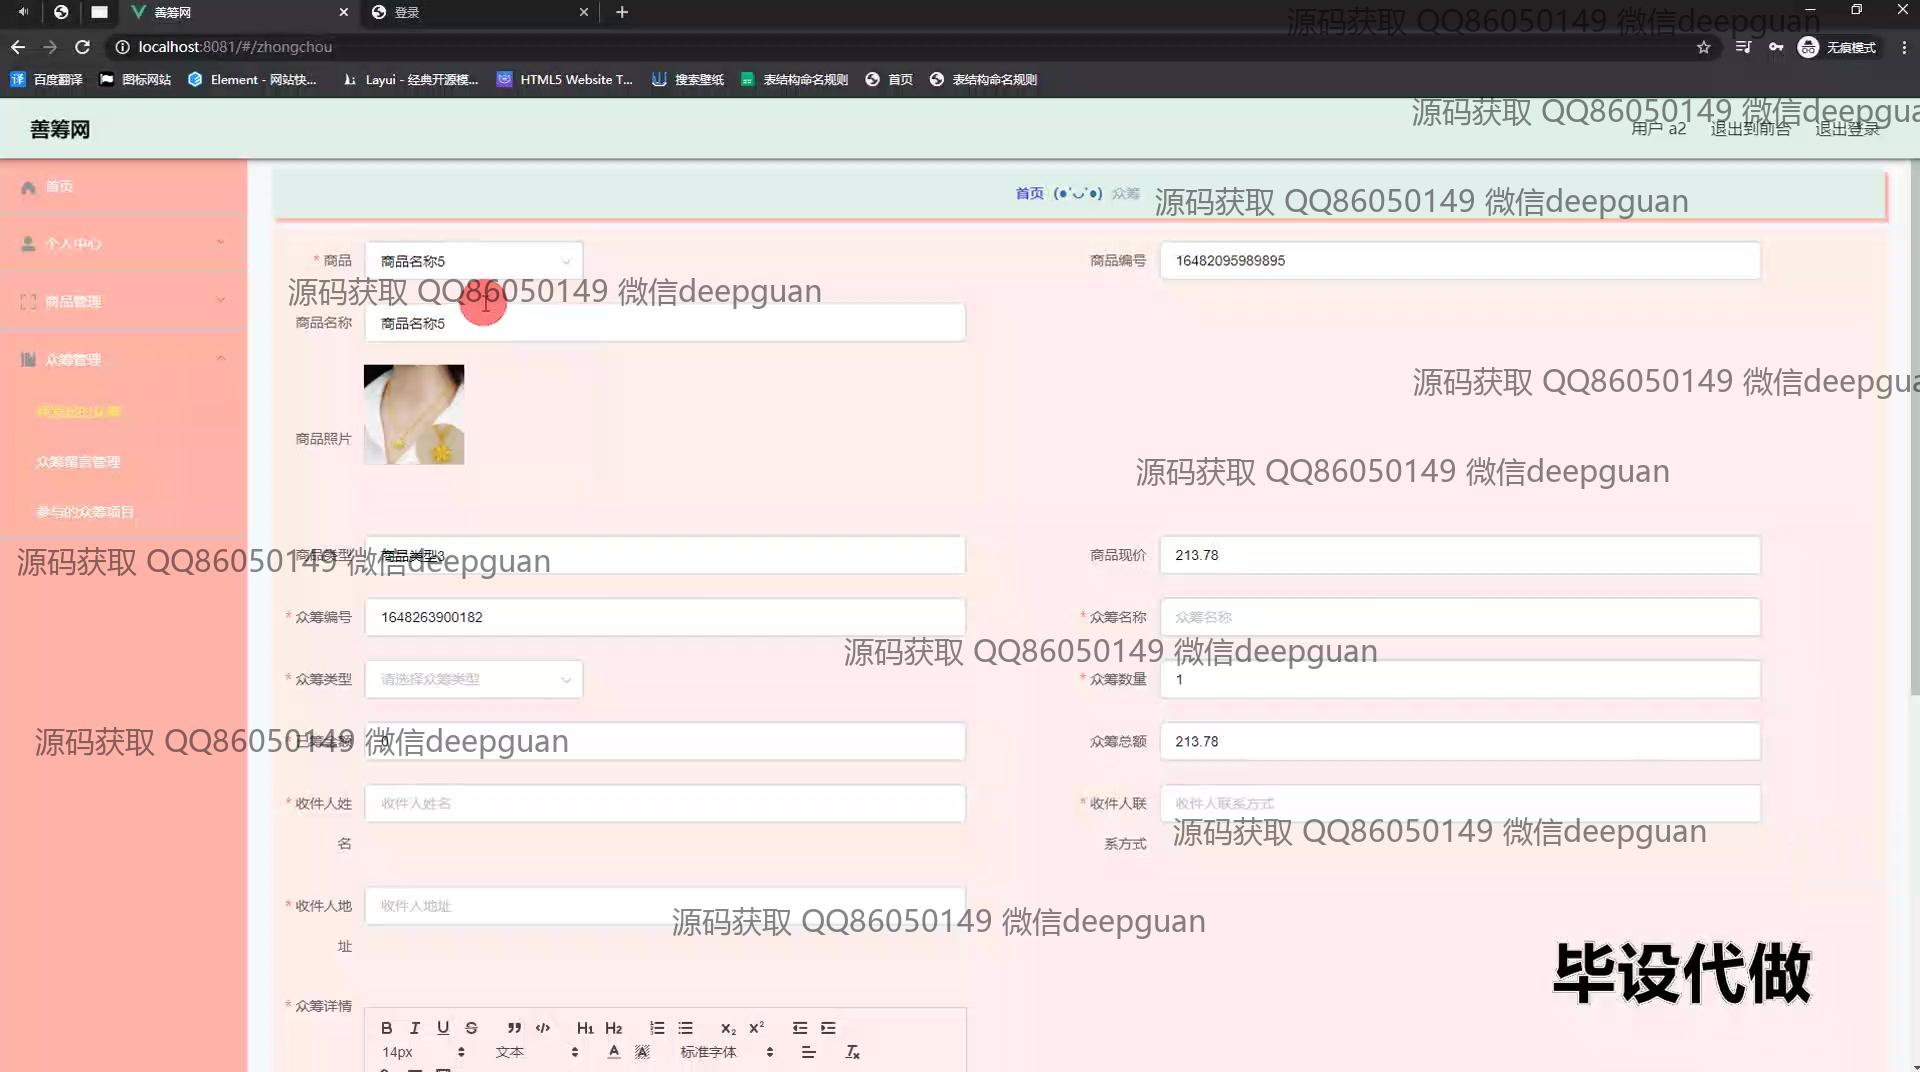 善筹网
登录
localhost:8081/#/zhongchou
无痕模式
百度翻译
图标网站
Element - 网站快...
Layui - 经典开源模...
HTML5 Website T...
搜索壁纸
表结构命名规则
首页
表结构命名规则
源码获取 QQ86050149 微信deepguan
善筹网
用户 a2
退出到前台
退出登录
源码获取 QQ86050149 微信deepgua
首页
个人中心
商品管理
众筹管理
众筹留言管理
参与的众筹项目
首页 (●'◡'●) 众筹
源码获取 QQ86050149 微信deepguan
* 商品
商品名称5
商品编号
16482095989895
源码获取 QQ86050149 微信deepguan
商品名称
商品名称5
源码获取 QQ86050149 微信deepgua
商品照片
源码获取 QQ86050149 微信deepguan
商品类型
商品类型3
商品现价
213.78
源码获取 QQ86050149 微信deepguan
* 众筹编号
1648263900182
* 众筹名称
众筹名称
源码获取 QQ86050149 微信deepguan
* 众筹类型
请选择众筹类型
* 众筹数量
1
* 已筹金额
0
众筹总额
213.78
源码获取 QQ86050149 微信deepguan
* 收件人姓名
收件人姓名
* 收件人联系方式
收件人联系方式
源码获取 QQ86050149 微信deepguan
* 收件人地址
收件人地址
源码获取 QQ86050149 微信deepguan
毕设代做
* 众筹详情
B I U S H1 H2 X2 X2
14px
文本
A
标准字体